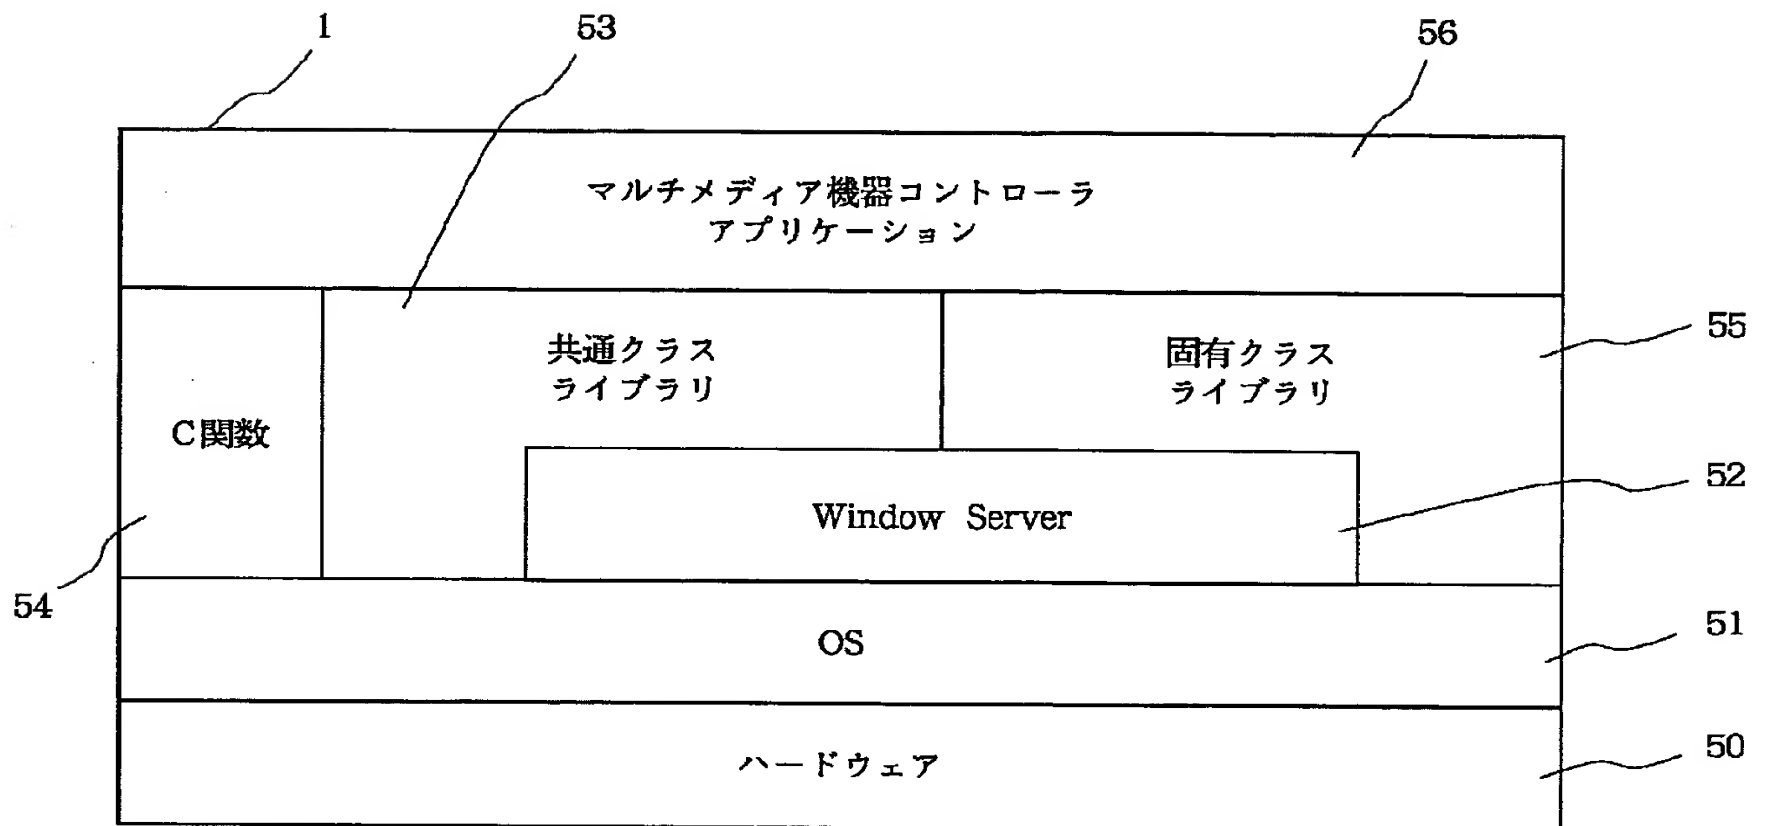 1
53
56
マルチメディア機器コントローラ
アプリケーション
共通クラス
ライブラリ
固有クラス
ライブラリ
55
C関数
Window Server
52
54
OS
51
ハードウェア
50